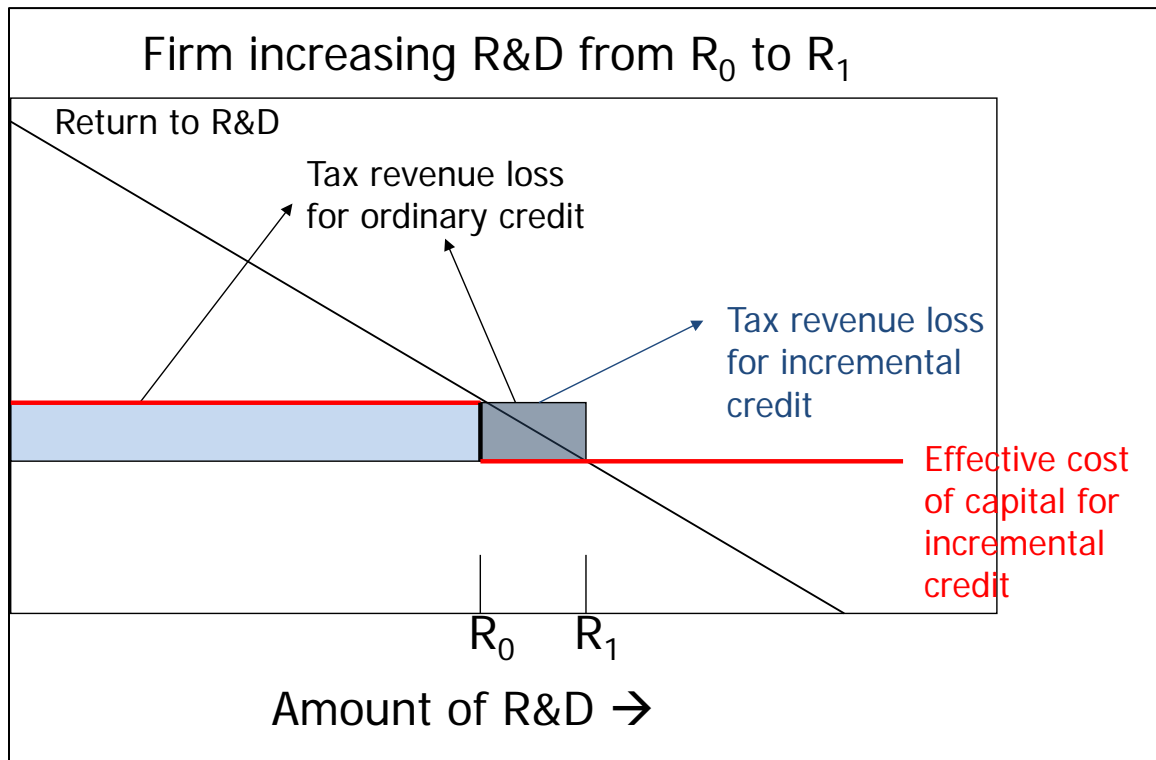 Firm increasing R&D from R₀ to R₁
Return to R&D
Tax revenue loss
for ordinary credit
Tax revenue loss
for incremental
credit
Effective cost
of capital for
incremental
credit
R₀
R₁
Amount of R&D →